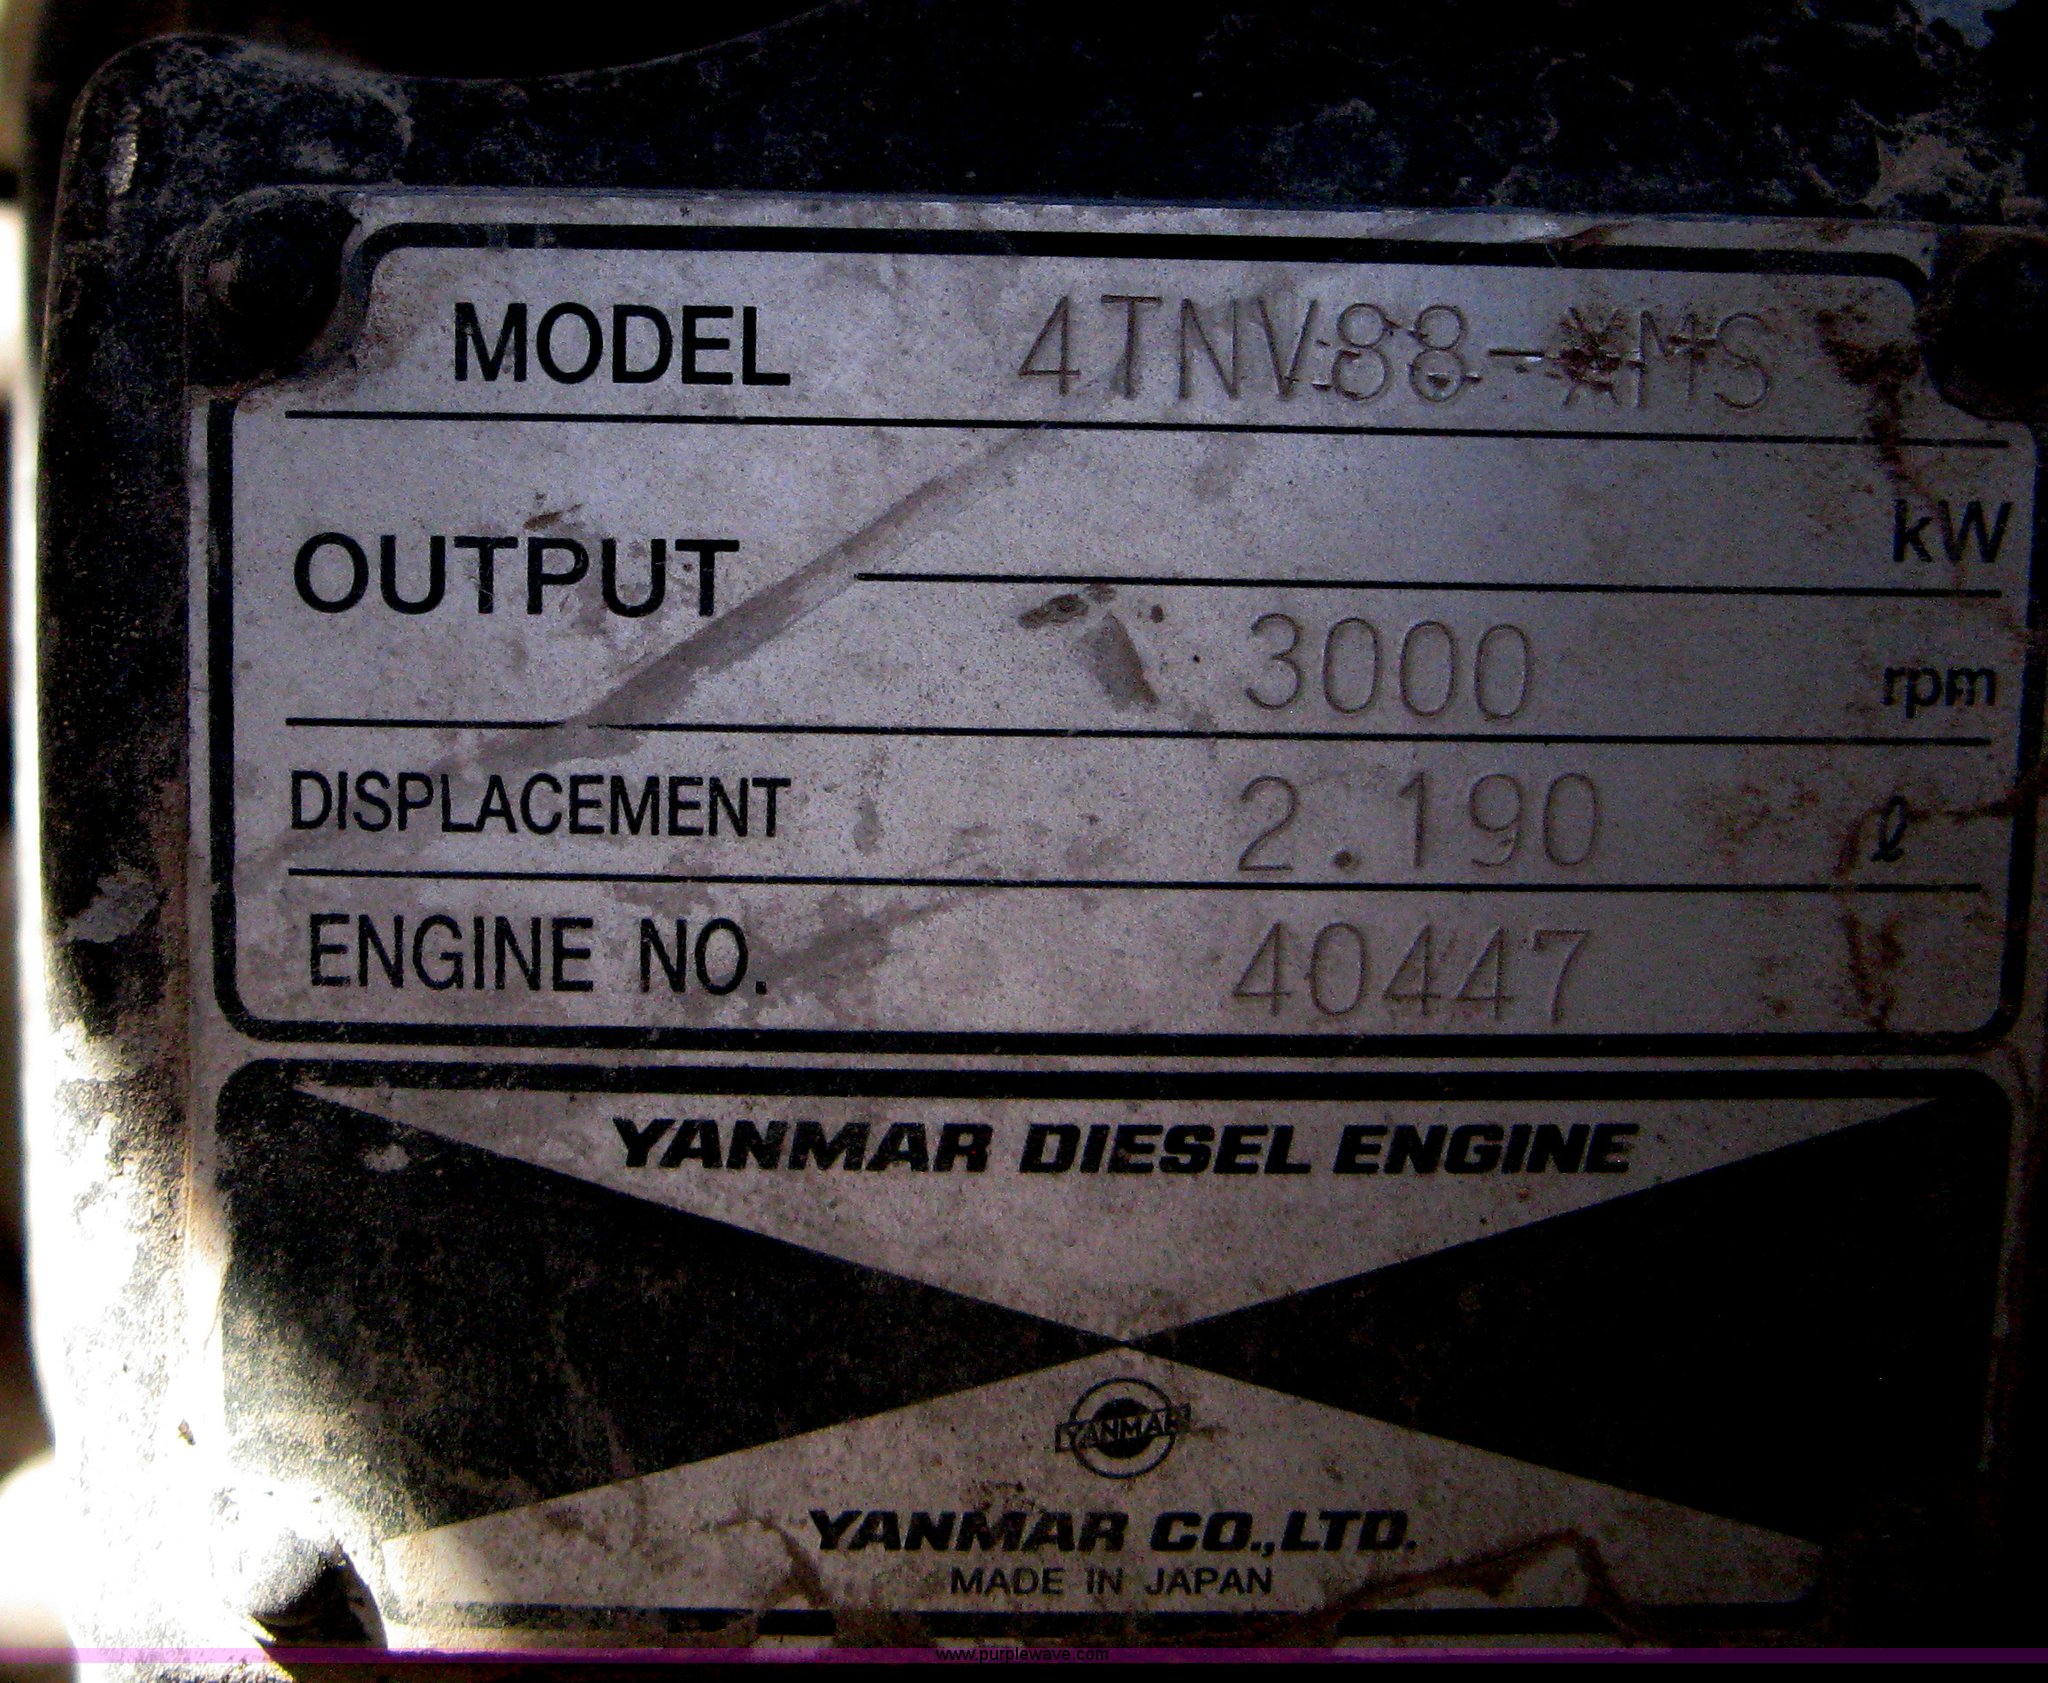 MODEL 4TNV88-XMS
OUTPUT kW
3000 rpm
DISPLACEMENT 2.190 ℓ
ENGINE NO. 40447
YANMAR DIESEL ENGINE
YANMAR
YANMAR CO.,LTD.
MADE IN JAPAN
www.purplewave.com